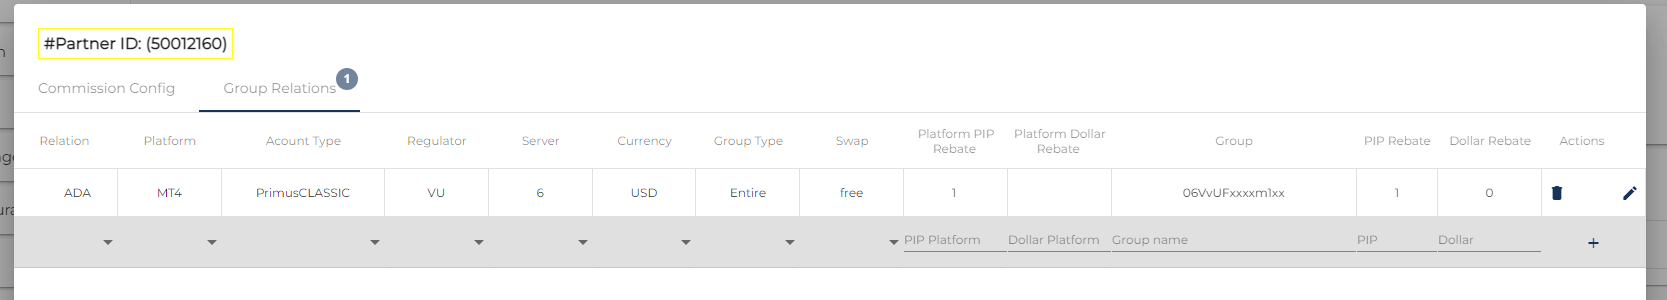 #Partner ID: (50012160)
Commission Config Group Relations 1
Relation Platform Acount Type Regulator Server Currency Group Type Swap Platform PIP Rebate Platform Dollar Rebate Group PIP Rebate Dollar Rebate Actions
ADA MT4 PrimusCLASSIC VU 6 USD Entire free 1 06VvUFxxxxm1xx 1 0
PIP Platform Dollar Platform Group name PIP Dollar +